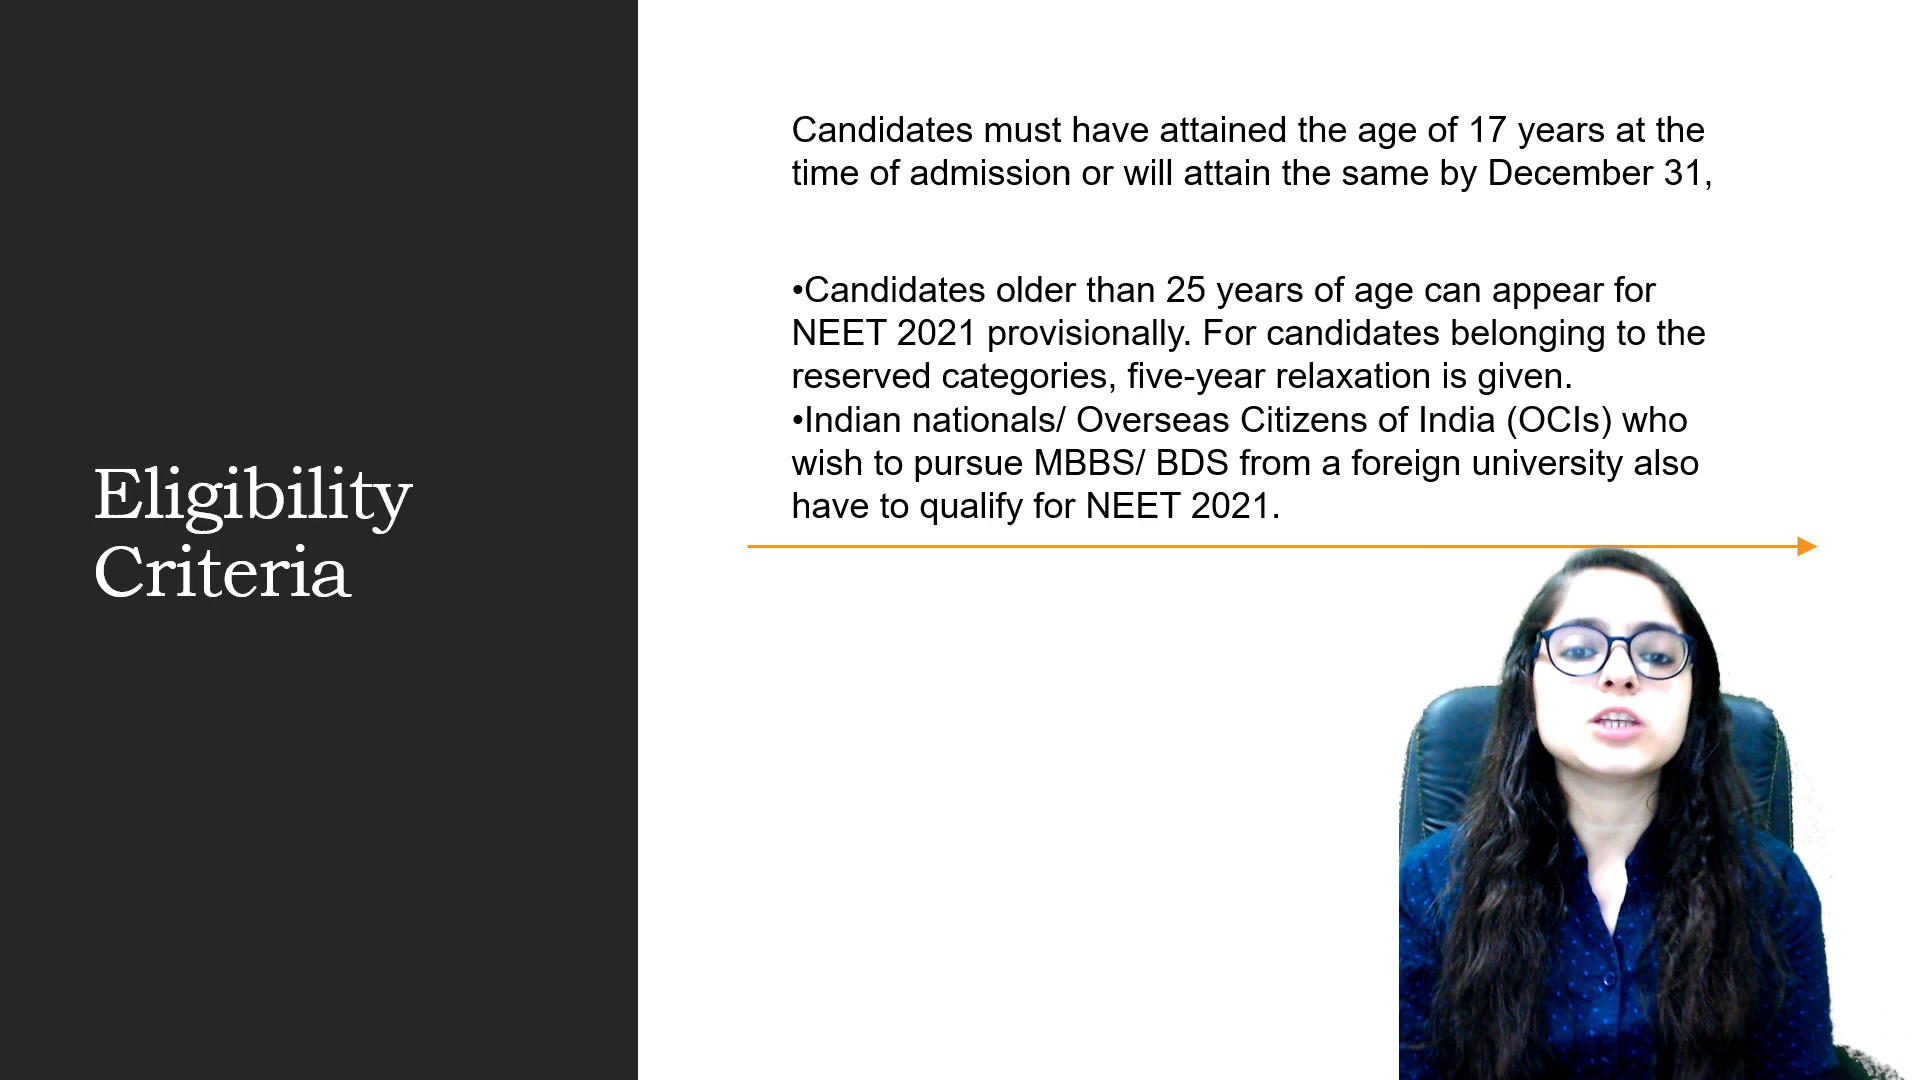 Eligibility
Criteria
Candidates must have attained the age of 17 years at the
time of admission or will attain the same by December 31,
•Candidates older than 25 years of age can appear for
NEET 2021 provisionally. For candidates belonging to the
reserved categories, five-year relaxation is given.
•Indian nationals/ Overseas Citizens of India (OCIs) who
wish to pursue MBBS/ BDS from a foreign university also
have to qualify for NEET 2021.